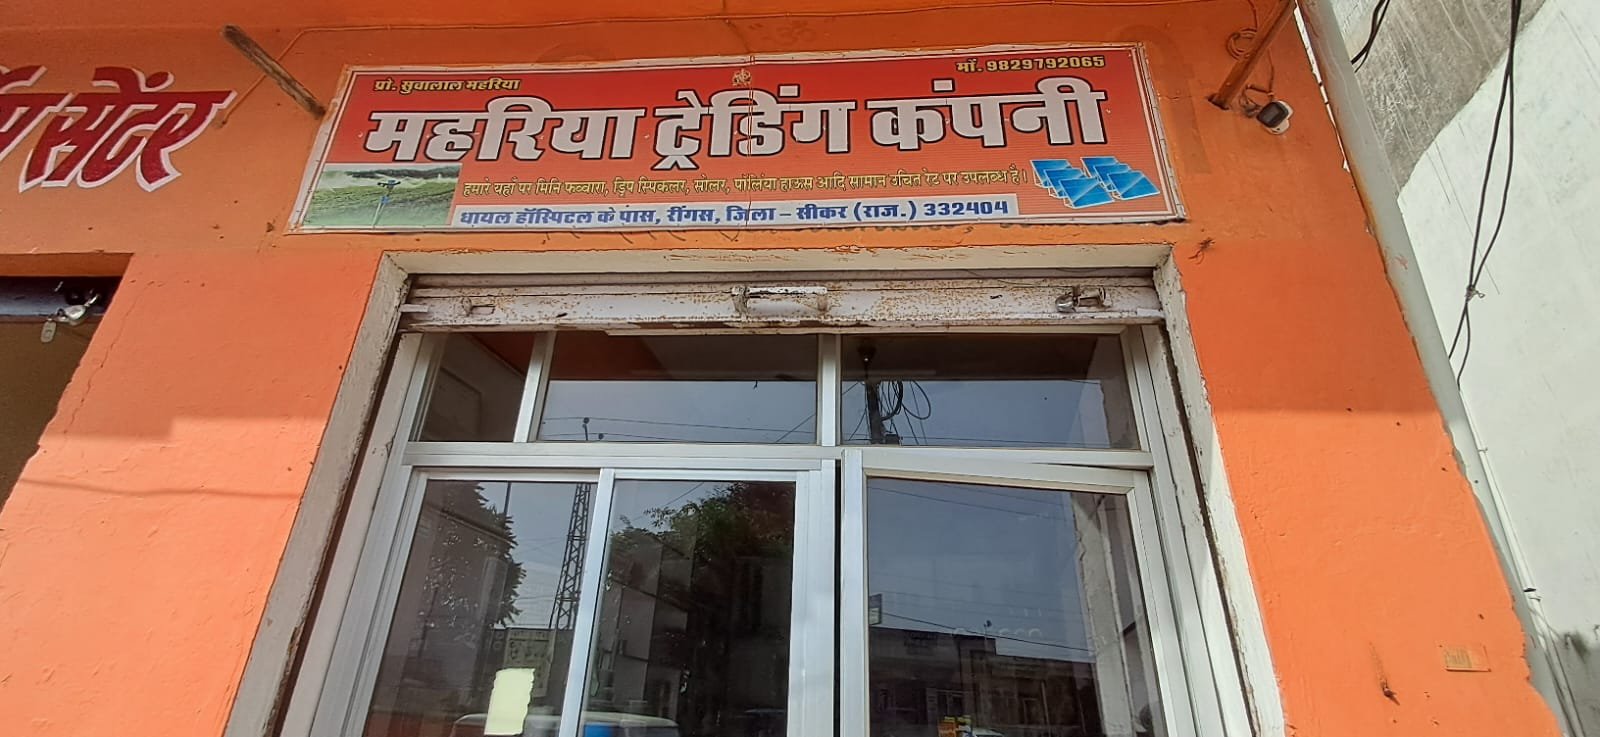 सेंटर
प्रो. सुवालाल महरिया
मों. 9829792065
महरिया ट्रेडिंग कंपनी
हमारे यहाँ पर मिनि फव्वारा, ड्रिप स्पिकलर, सोलर, पॉलिया हाऊस आदि सामान उचित रेट पर उपलब्ध है।
धायल हॉस्पिटल के पास, रींगस, जिला - सीकर (राज.) 332404